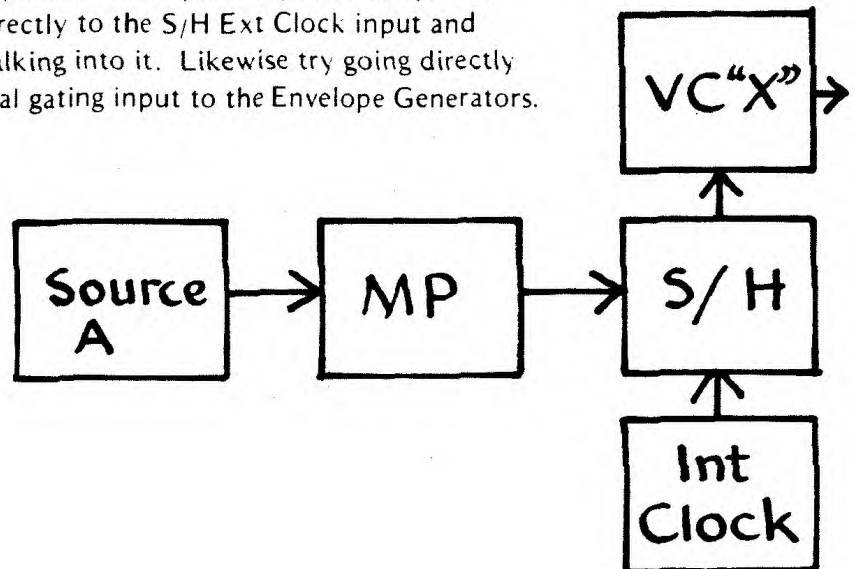 rectly to the S/H Ext Clock input and
lking into it. Likewise try going directly
al gating input to the Envelope Generators.
VC "X"
Source
A
MP
S/H
Int
Clock